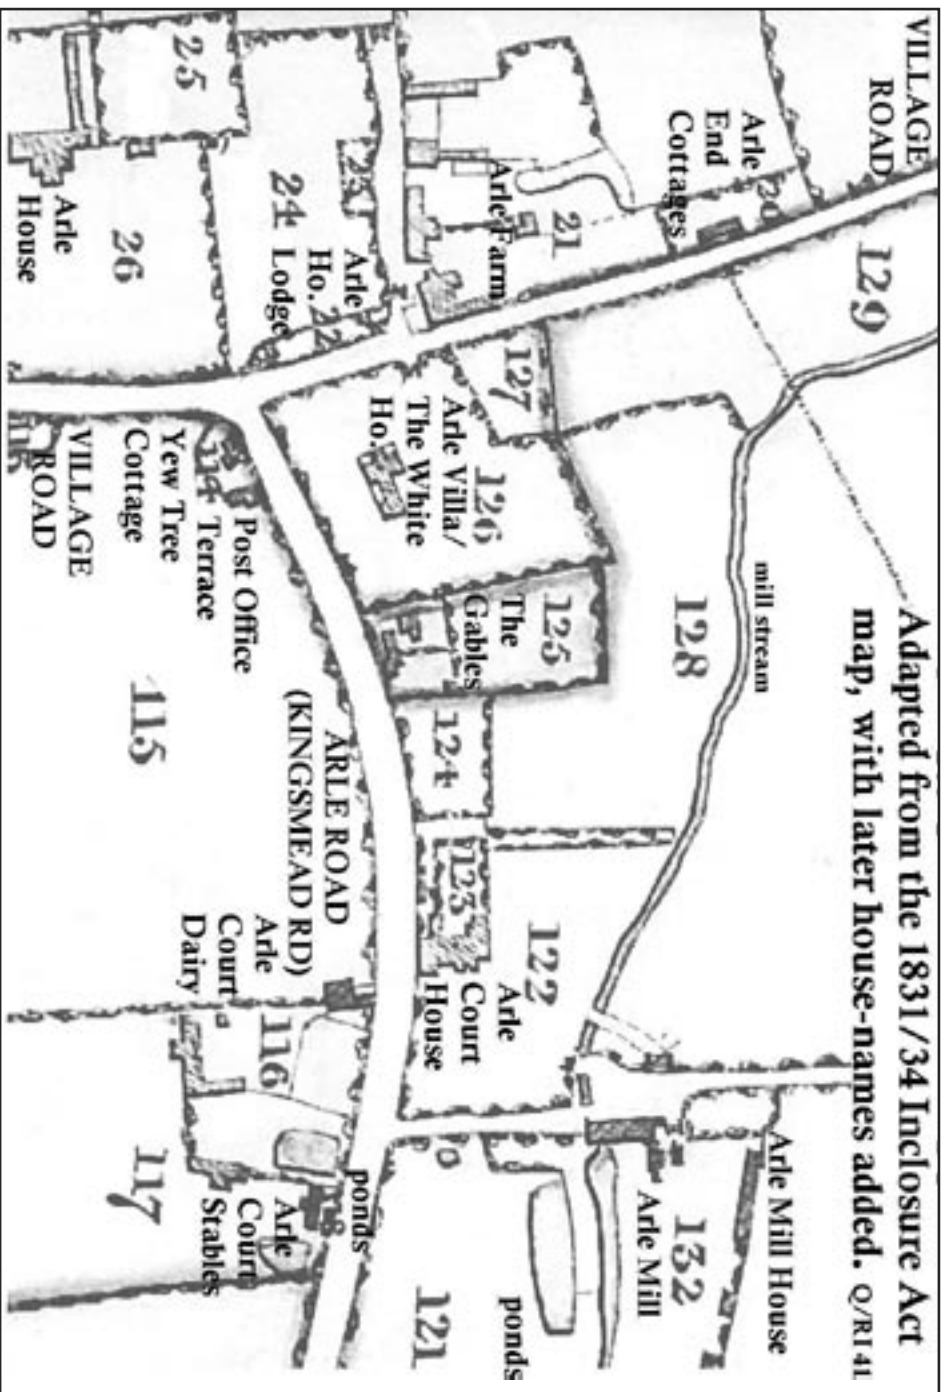 Adapted from the 1831/34 Inclosure Act
map, with later house-names added. Q/RI 41
VILLAGE
ROAD
129
Arle
End
Cottages
20
21
Arle Farm
25
23
24
Arle
Ho.
Lodge
22
26
Arle
House
127
126
Arle Villa/
The White
Ho.
mill stream
128
125
The
Gables
124
123
122
Arle
Court
House
Arle Mill House
132
Arle Mill
ponds
121
Post Office
114
Terrace
Yew Tree
Cottage
VILLAGE
ROAD
115
ARLE ROAD
(KINGSMEAD RD)
Arle
Court
Dairy
116
ponds
Arle
Court
Stables
117